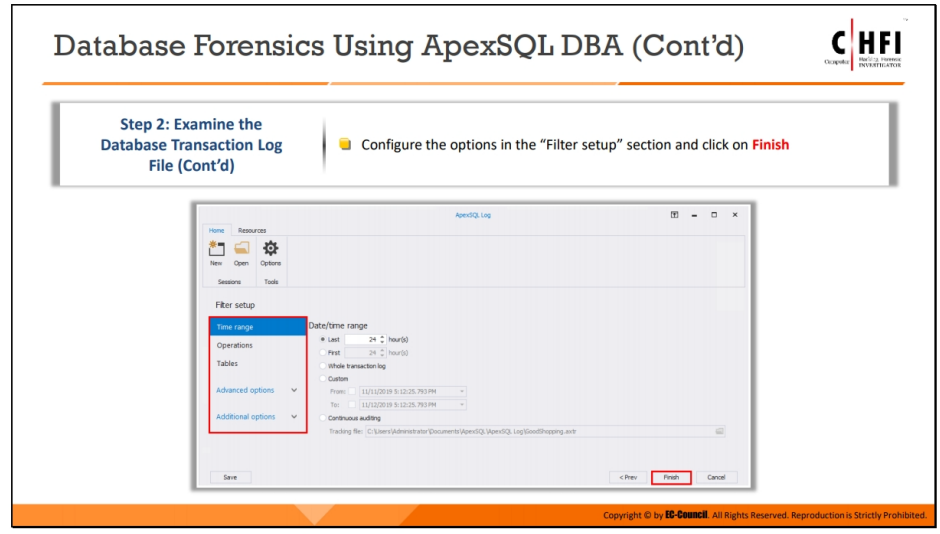 Database Forensics Using ApexSQL DBA (Cont'd)
CHFI
Computer Hacking Forensic
INVESTIGATOR
Step 2: Examine the
Database Transaction Log
File (Cont'd)
Configure the options in the "Filter setup" section and click on Finish
ApexSQL Log
Home Resources
New Open Options
Sessions Tools
Filter setup
Time range
Operations
Tables
Advanced options
Additional options
Date/time range
Last 24 hour(s)
First 24 hour(s)
Whole transaction log
Custom
From: 11/11/2019 5:12:25.793 PM
To: 11/12/2019 5:12:25.793 PM
Continuous auditing
Tracking file: C:\Users\Administrator\Documents\ApexSQL\ApexSQL Log\GoodShopping.axtr
Save
< Prev Finish Cancel
Copyright © by EC-Council. All Rights Reserved. Reproduction is Strictly Prohibited.